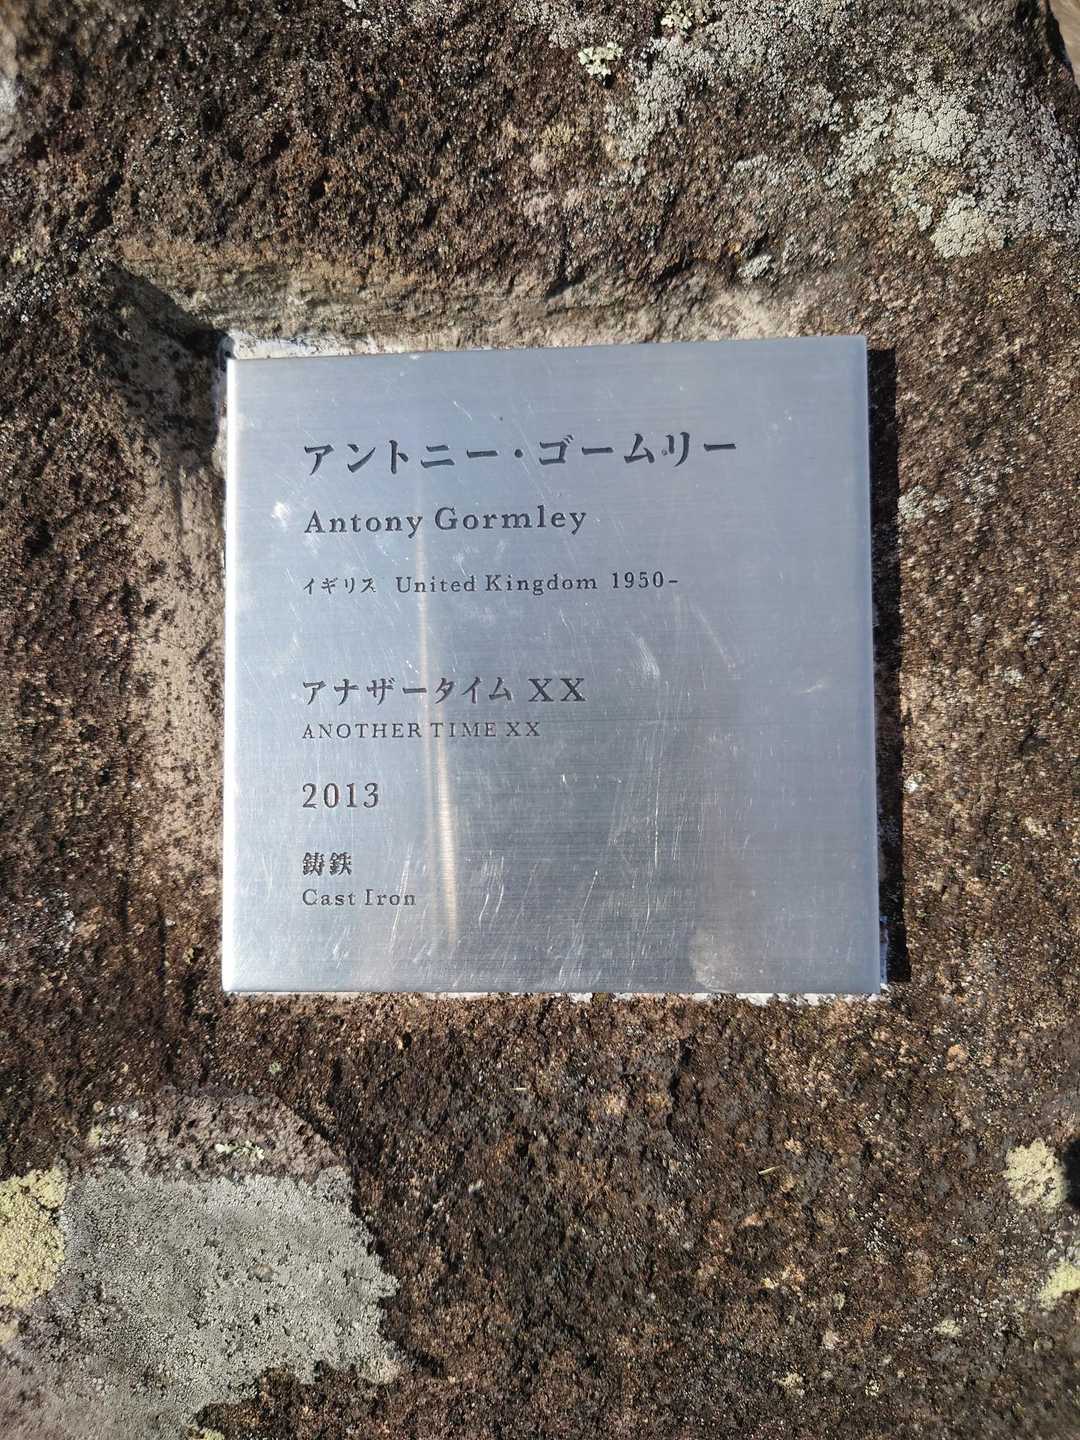 アントニー・ゴームリー
Antony Gormley
イギリス United Kingdom 1950–
アナザータイム XX
ANOTHER TIME XX
2013
鋳鉄
Cast Iron